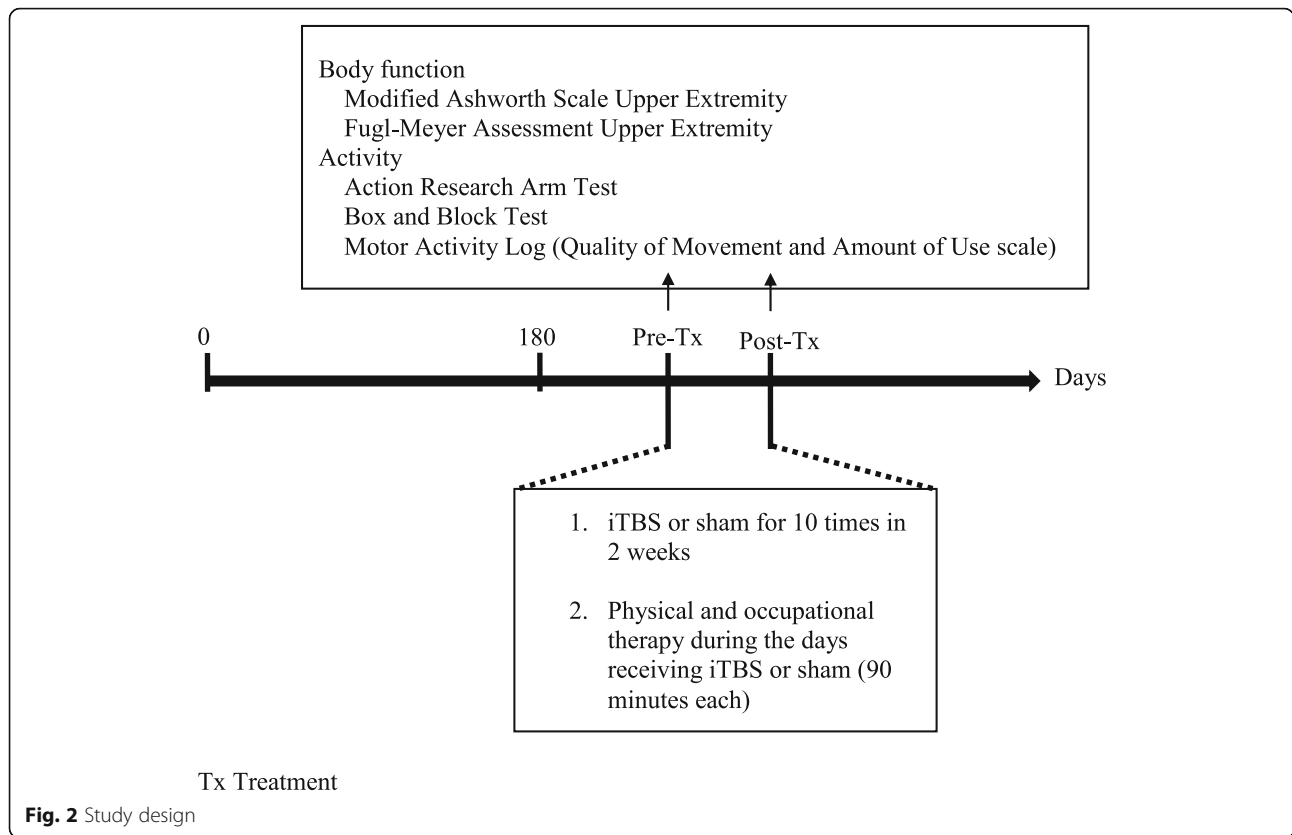 Body function
Modified Ashworth Scale Upper Extremity
Fugl-Meyer Assessment Upper Extremity
Activity
Action Research Arm Test
Box and Block Test
Motor Activity Log (Quality of Movement and Amount of Use scale)
0 180 Pre-Tx Post-Tx
Days
1. iTBS or sham for 10 times in
2 weeks
2. Physical and occupational
therapy during the days
receiving iTBS or sham (90
minutes each)
Tx Treatment
Fig. 2 Study design